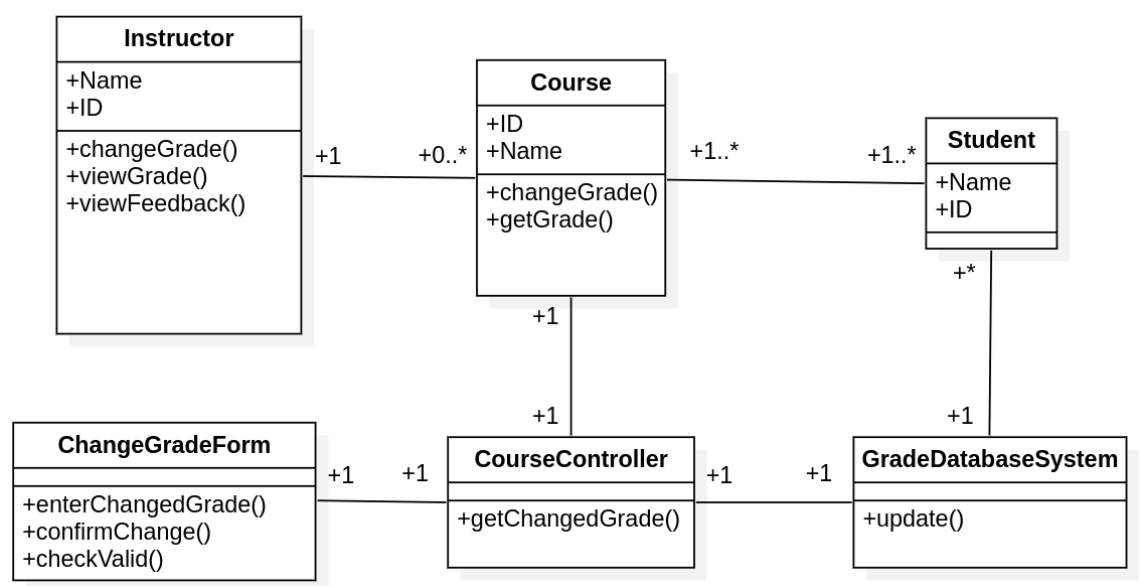 Instructor
+Name
+ID
+changeGrade()
+viewGrade()
+viewFeedback()
+1
+0..*
Course
+ID
+Name
+changeGrade()
+getGrade()
+1..*
+1..*
Student
+Name
+ID
+*
+1
+1
+1
ChangeGradeForm
+enterChangedGrade()
+confirmChange()
+checkValid()
+1
+1
CourseController
+getChangedGrade()
+1
+1
GradeDatabaseSystem
+update()